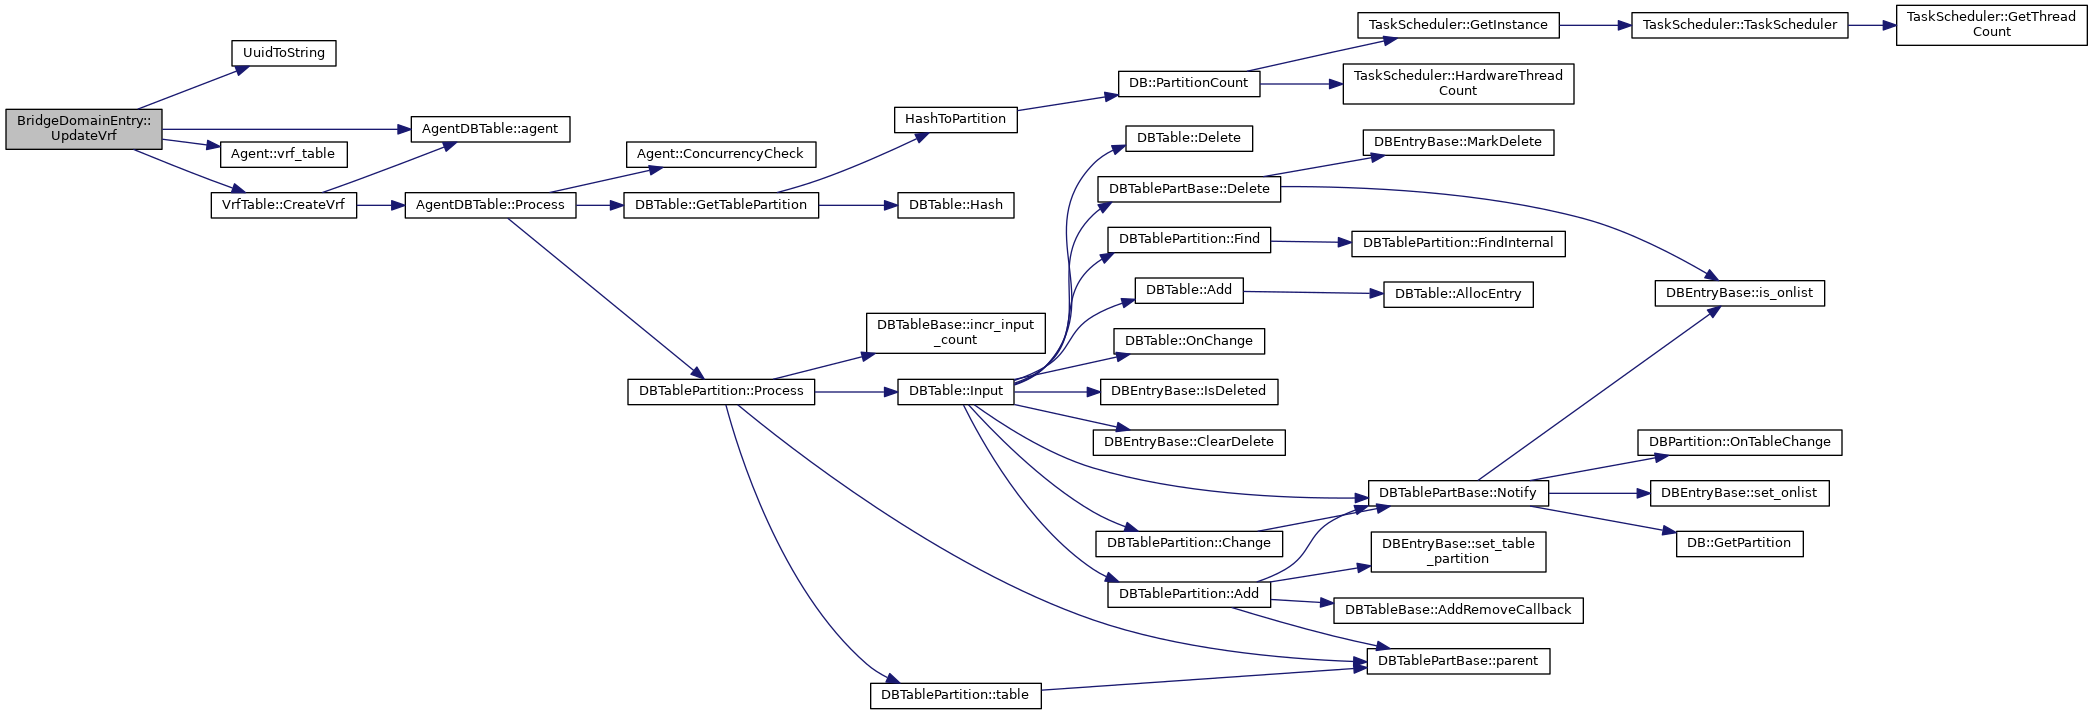 BridgeDomainEntry::
UpdateVrf
UuidToString
AgentDBTable::agent
Agent::vrf_table
VrfTable::CreateVrf
AgentDBTable::Process
Agent::ConcurrencyCheck
DBTable::GetTablePartition
HashToPartition
DBTable::Hash
DB::PartitionCount
TaskScheduler::GetInstance
TaskScheduler::TaskScheduler
TaskScheduler::GetThread
Count
TaskScheduler::HardwareThread
Count
DBTablePartition::Process
DBTableBase::incr_input
_count
DBTable::Input
DBTable::Delete
DBTablePartBase::Delete
DBEntryBase::MarkDelete
DBTablePartition::Find
DBTablePartition::FindInternal
DBTable::Add
DBTable::AllocEntry
DBTable::OnChange
DBEntryBase::IsDeleted
DBEntryBase::ClearDelete
DBEntryBase::is_onlist
DBTablePartBase::Notify
DBPartition::OnTableChange
DBEntryBase::set_onlist
DB::GetPartition
DBTablePartition::Change
DBTablePartition::Add
DBEntryBase::set_table
_partition
DBTableBase::AddRemoveCallback
DBTablePartBase::parent
DBTablePartition::table